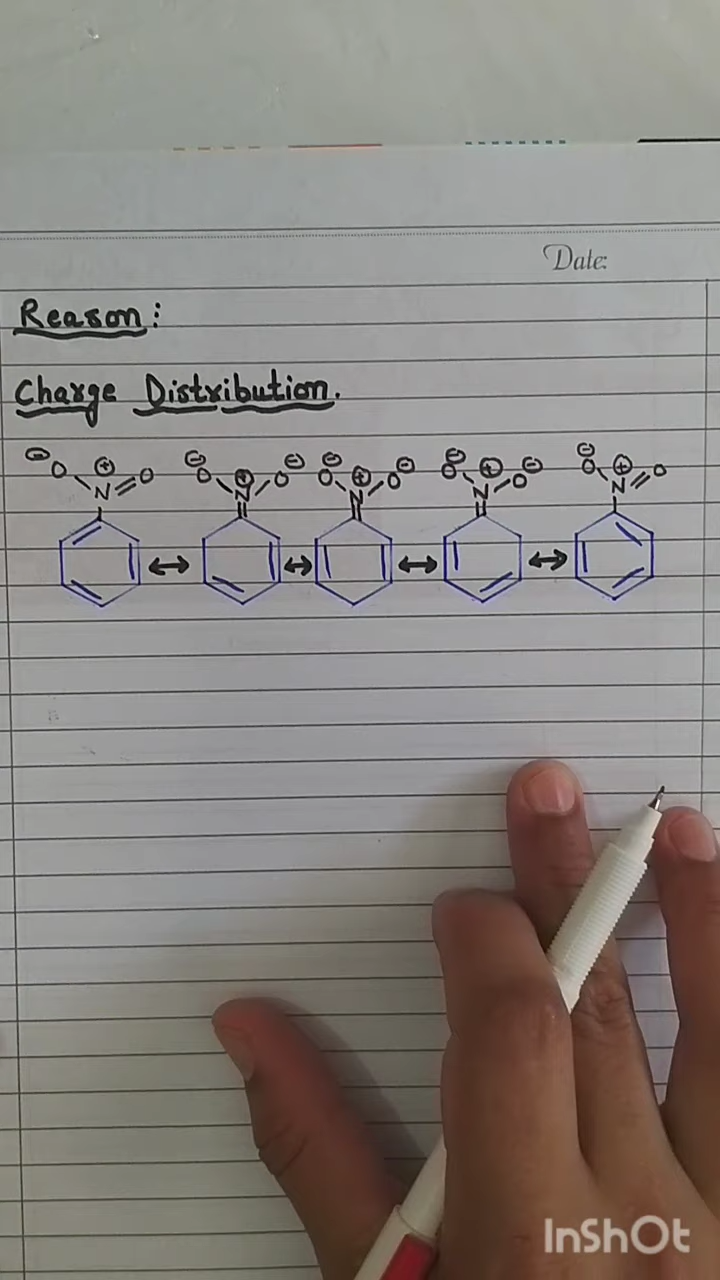 Date:
Reason:
Charge Distribution.
⊖ O ⊕ N O ⊖ O ⊕ N O ⊖ ⊖ O ⊕ N O ⊖ ⊖ O ⊕ N O ⊖ ⊖ O ⊕ N O
↔ ↔ ↔ ↔
InShOt